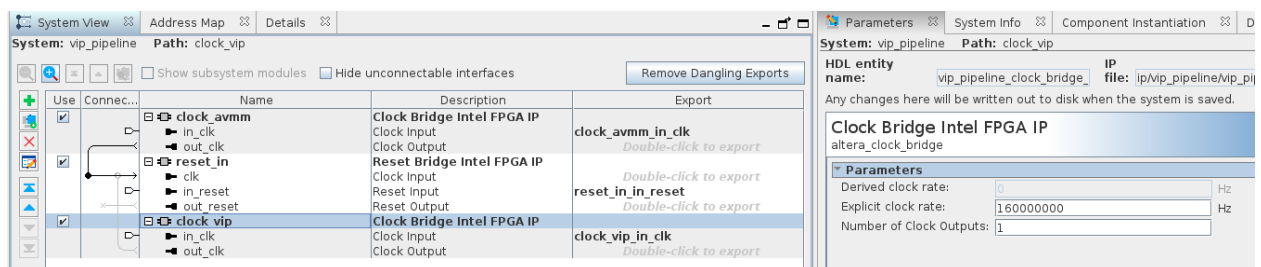 System View Address Map Details
System: vip_pipeline Path: clock_vip
Show subsystem modules Hide unconnectable interfaces Remove Dangling Exports
Use Connec... Name Description Export
clock_avmm Clock Bridge Intel FPGA IP
in_clk Clock Input clock_avmm_in_clk
out_clk Clock Output Double-click to export
reset_in Reset Bridge Intel FPGA IP
clk Clock Input Double-click to export
in_reset Reset Input reset_in_in_reset
out_reset Reset Output Double-click to export
clock_vip Clock Bridge Intel FPGA IP
in_clk Clock Input clock_vip_in_clk
out_clk Clock Output Double-click to export
Parameters System Info Component Instantiation D
System: vip_pipeline Path: clock_vip
HDL entity name: vip_pipeline_clock_bridge_ IP file: ip/vip_pipeline/vip_pip
Any changes here will be written out to disk when the system is saved.
Clock Bridge Intel FPGA IP
altera_clock_bridge
Parameters
Derived clock rate: 0 Hz
Explicit clock rate: 160000000 Hz
Number of Clock Outputs: 1